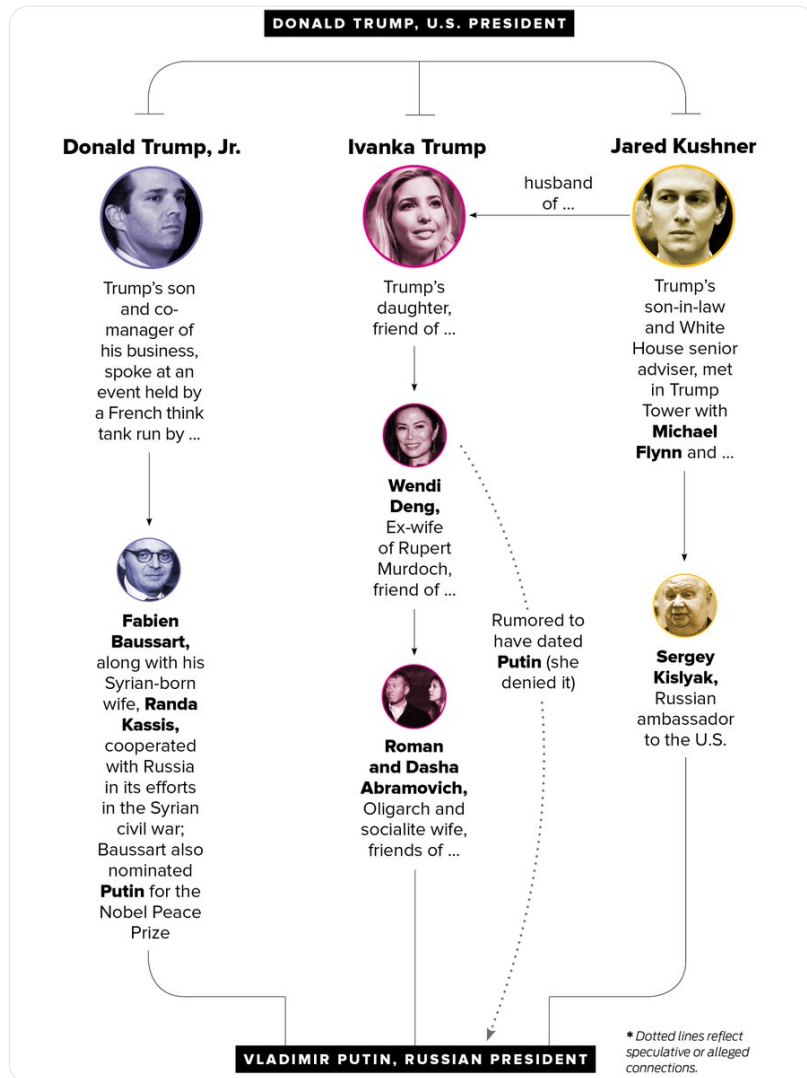 DONALD TRUMP, U.S. PRESIDENT
Donald Trump, Jr.
Trump’s son
and co-
manager of
his business,
spoke at an
event held by
a French think
tank run by ...
Fabien
Baussart,
along with his
Syrian-born
wife, Randa
Kassis,
cooperated
with Russia
in its efforts
in the Syrian
civil war;
Baussart also
nominated
Putin for the
Nobel Peace
Prize
Ivanka Trump
Trump’s
daughter,
friend of ...
Wendi
Deng,
Ex-wife
of Rupert
Murdoch,
friend of ...
Roman
and Dasha
Abramovich,
Oligarch and
socialite wife,
friends of ...
Rumored to
have dated
Putin (she
denied it)
Jared Kushner
husband
of ...
Trump’s
son-in-law
and White
House senior
adviser, met
in Trump
Tower with
Michael
Flynn and ...
Sergey
Kislyak,
Russian
ambassador
to the U.S.
VLADIMIR PUTIN, RUSSIAN PRESIDENT
* Dotted lines reflect
speculative or alleged
connections.